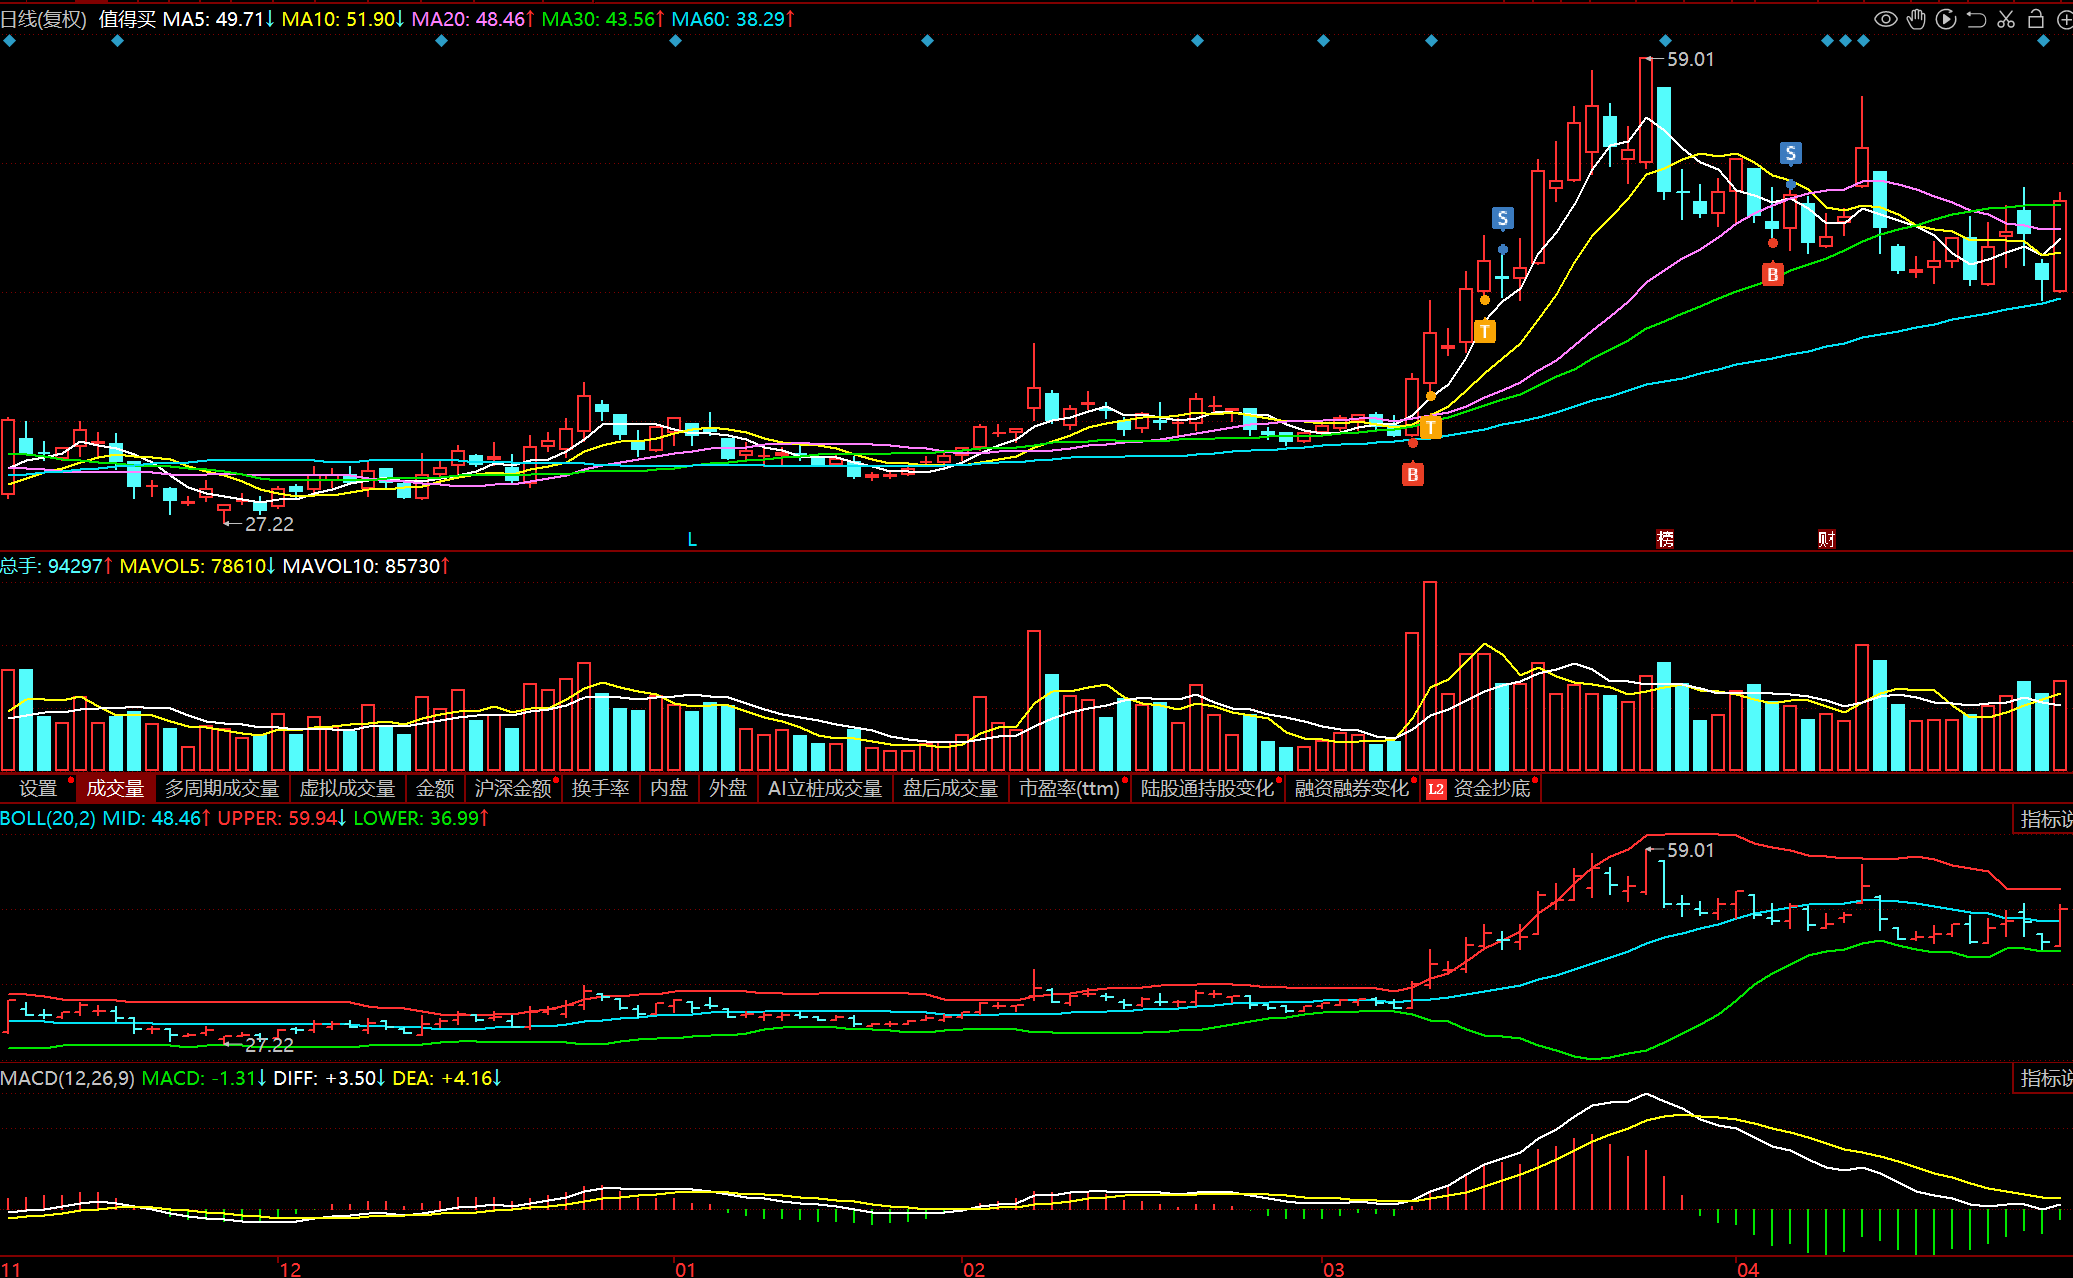 日线(复权) 值得买 MA5: 49.71↓ MA10: 51.90↓ MA20: 48.46↑ MA30: 43.56↑ MA60: 38.29↑
59.01
S
S
B
T
T
B
27.22
L
榜 财
总手: 94297↑ MAVOL5: 78610↓ MAVOL10: 85730↑
设置 成交量 多周期成交量 虚拟成交量 金额 沪深金额 换手率 内盘 外盘 AI立桩成交量 盘后成交量 市盈率(ttm) 陆股通持股变化 融资融券变化 L2 资金抄底
BOLL(20,2) MID: 48.46↑ UPPER: 59.94↓ LOWER: 36.99↑ 指标说
59.01
27.22
MACD(12,26,9) MACD: -1.31↓ DIFF: +3.50↓ DEA: +4.16↓ 指标说
11 12 01 02 03 04